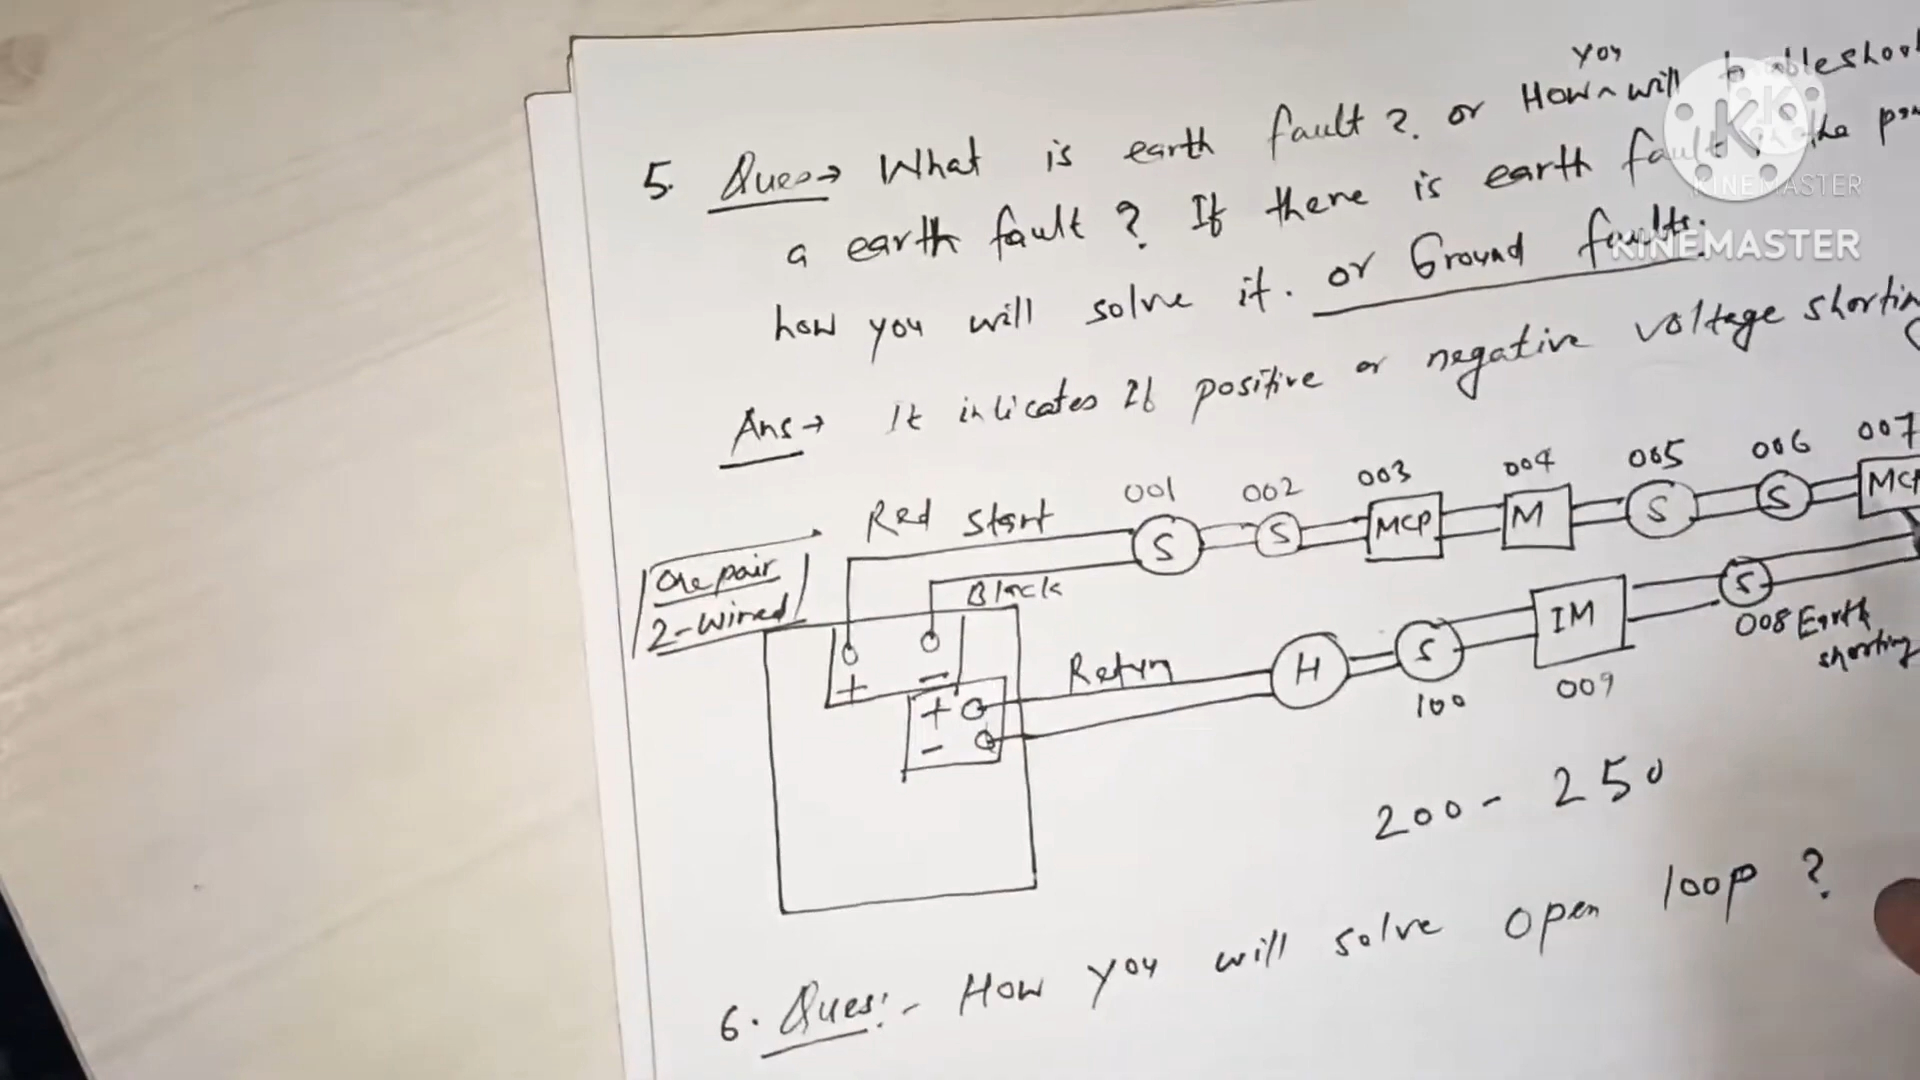 5. Ques→ What is earth fault ?. or How you will troubleshoot
a earth fault ? If there is earth fault, the
how you will solve it. or Ground faults.
Ans→ It indicates If positive or negative voltage shorting
001 002 003 004 005 006 007
Red Start S S MCP M S S MCP
One pair
2-wired
Black
+ -
+
-
Return H S IM S
100 009 008 Earth
shorting
200 - 250
6. Ques:- How you will solve open loop ?
KINEMASTER
KINEMASTER